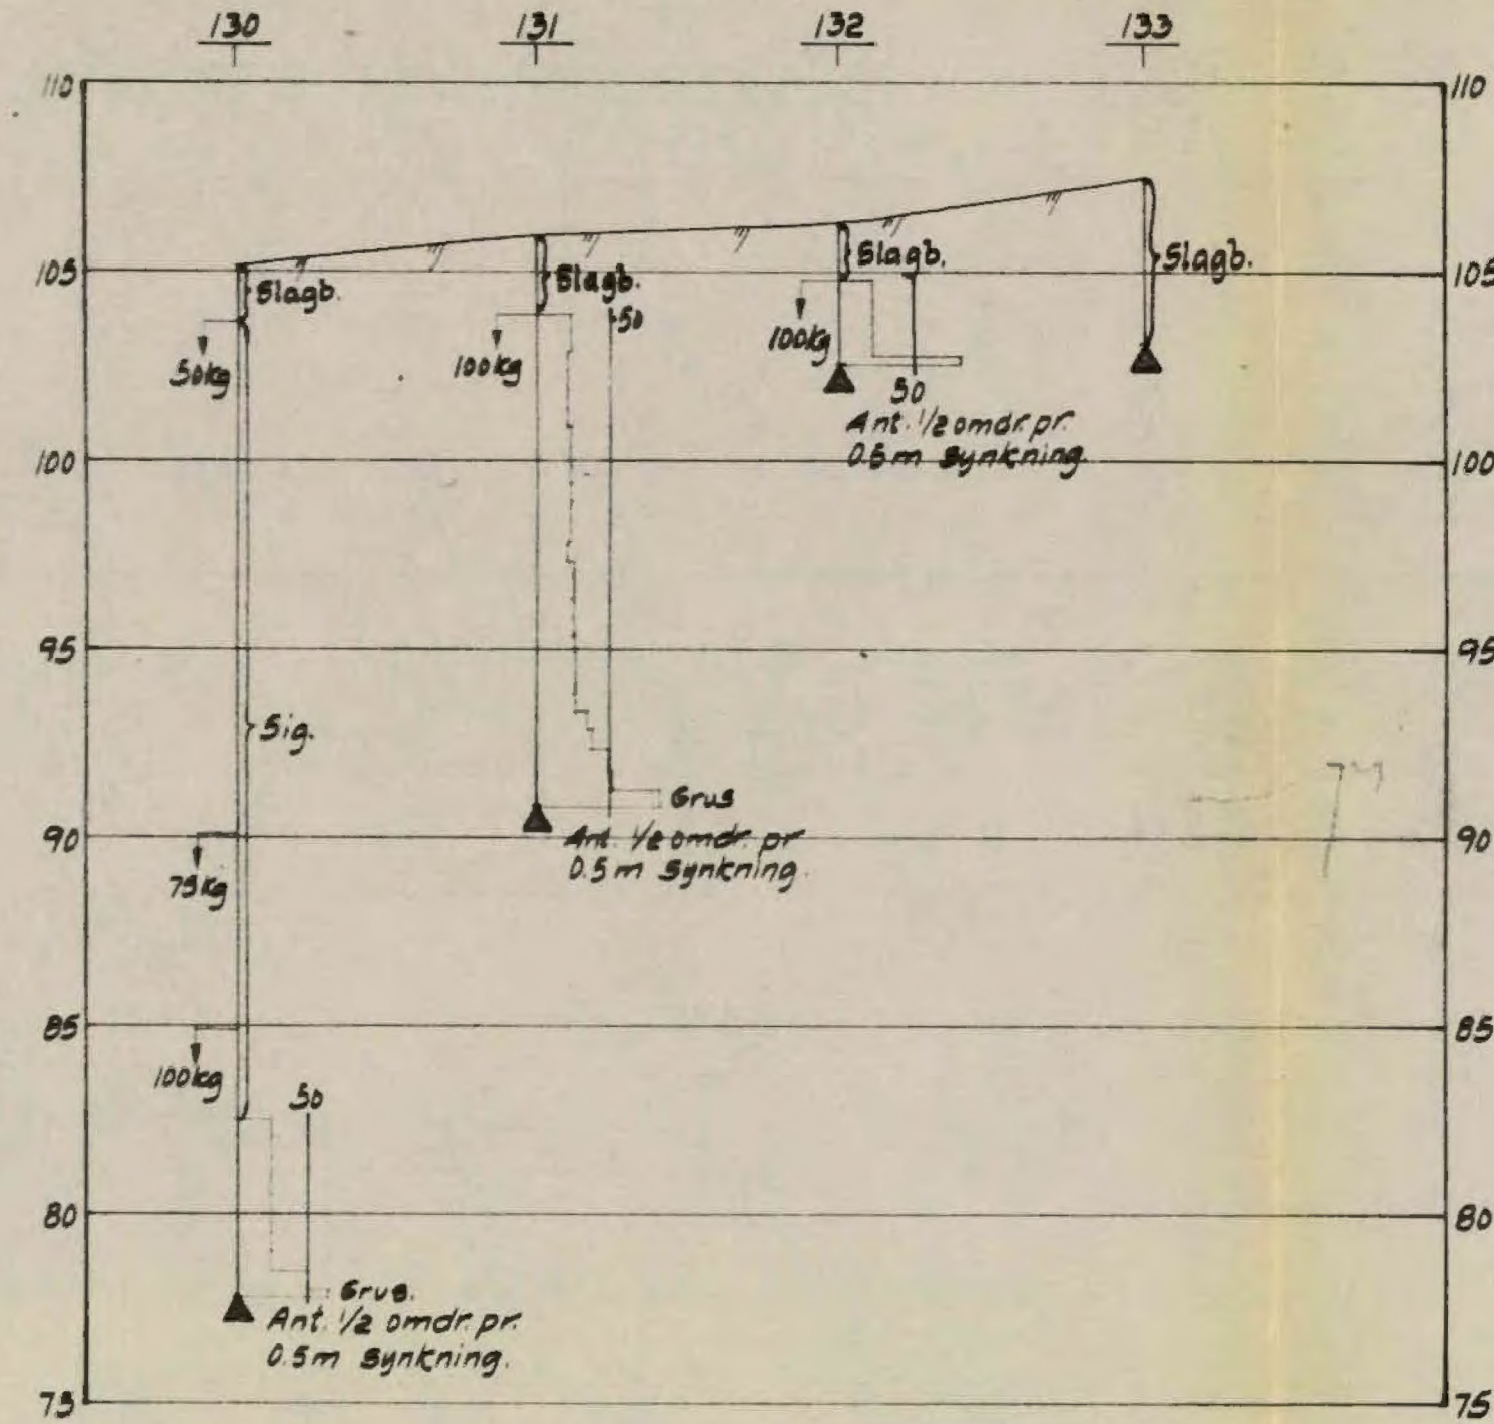 130 131 132 133
110 110
105 105
Slagb. Slagb. Slagb. Slagb.
50kg 100kg 50 100kg
50
Ant. 1/2 omdr. pr.
0.5m synkning.
100 100
95 95
Sig.
Grus
Ant. 1/2 omdr. pr
0.5m synkning.
90 90
75kg
85 85
100kg 50
80 80
Grus.
Ant. 1/2 omdr. pr.
0.5m synkning.
75 75